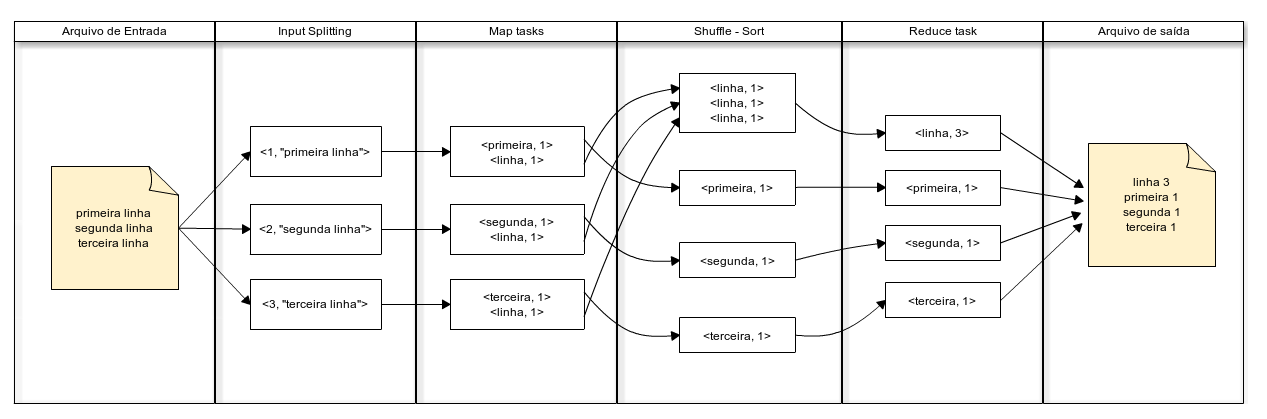 Arquivo de Entrada
Input Splitting
Map tasks
Shuffle - Sort
Reduce task
Arquivo de saída
primeira linha
segunda linha
terceira linha
<1, "primeira linha">
<2, "segunda linha">
<3, "terceira linha">
<primeira, 1>
<linha, 1>
<segunda, 1>
<linha, 1>
<terceira, 1>
<linha, 1>
<linha, 1>
<linha, 1>
<linha, 1>
<primeira, 1>
<segunda, 1>
<terceira, 1>
<linha, 3>
<primeira, 1>
<segunda, 1>
<terceira, 1>
linha 3
primeira 1
segunda 1
terceira 1